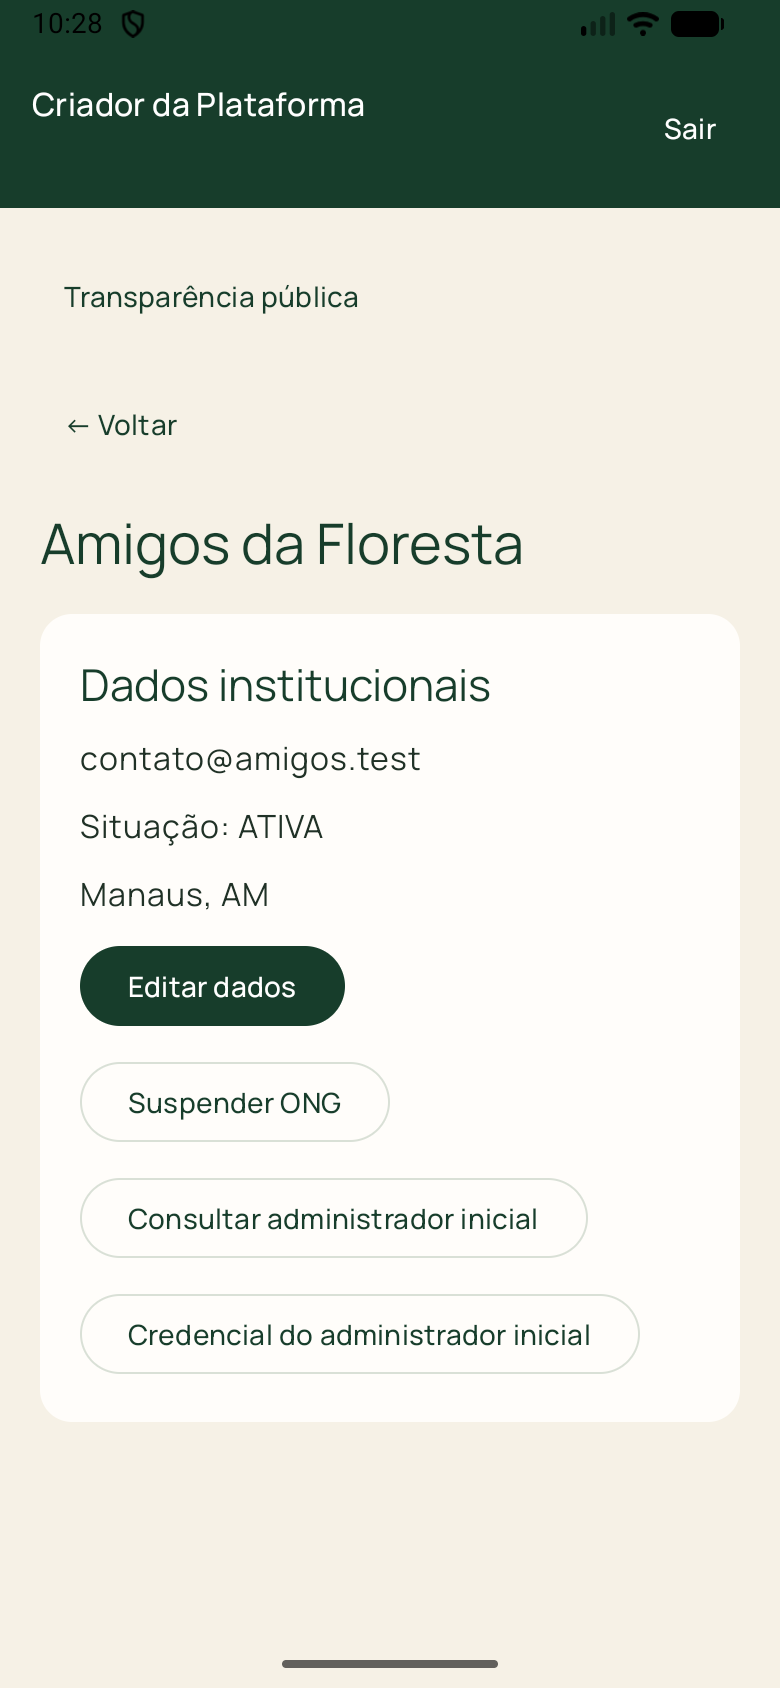 10:28
Criador da Plataforma
Sair
Transparência pública
← Voltar
Amigos da Floresta
Dados institucionais
contato@amigos.test
Situação: ATIVA
Manaus, AM
Editar dados
Suspender ONG
Consultar administrador inicial
Credencial do administrador inicial